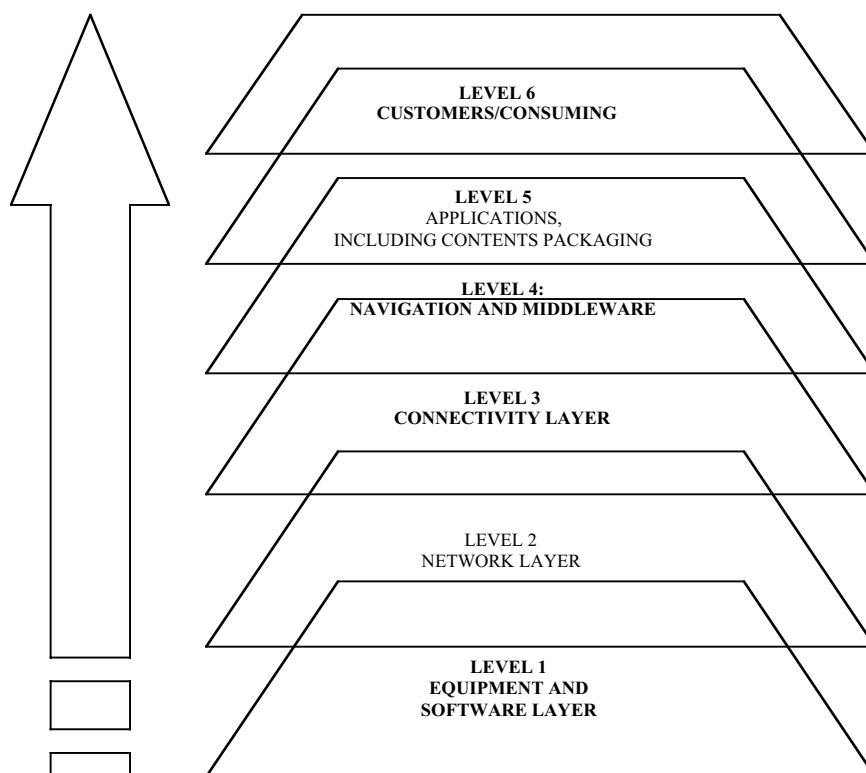 LEVEL 6
CUSTOMERS/CONSUMING
LEVEL 5
APPLICATIONS,
INCLUDING CONTENTS PACKAGING
LEVEL 4:
NAVIGATION AND MIDDLEWARE
LEVEL 3
CONNECTIVITY LAYER
LEVEL 2
NETWORK LAYER
LEVEL 1
EQUIPMENT AND
SOFTWARE LAYER